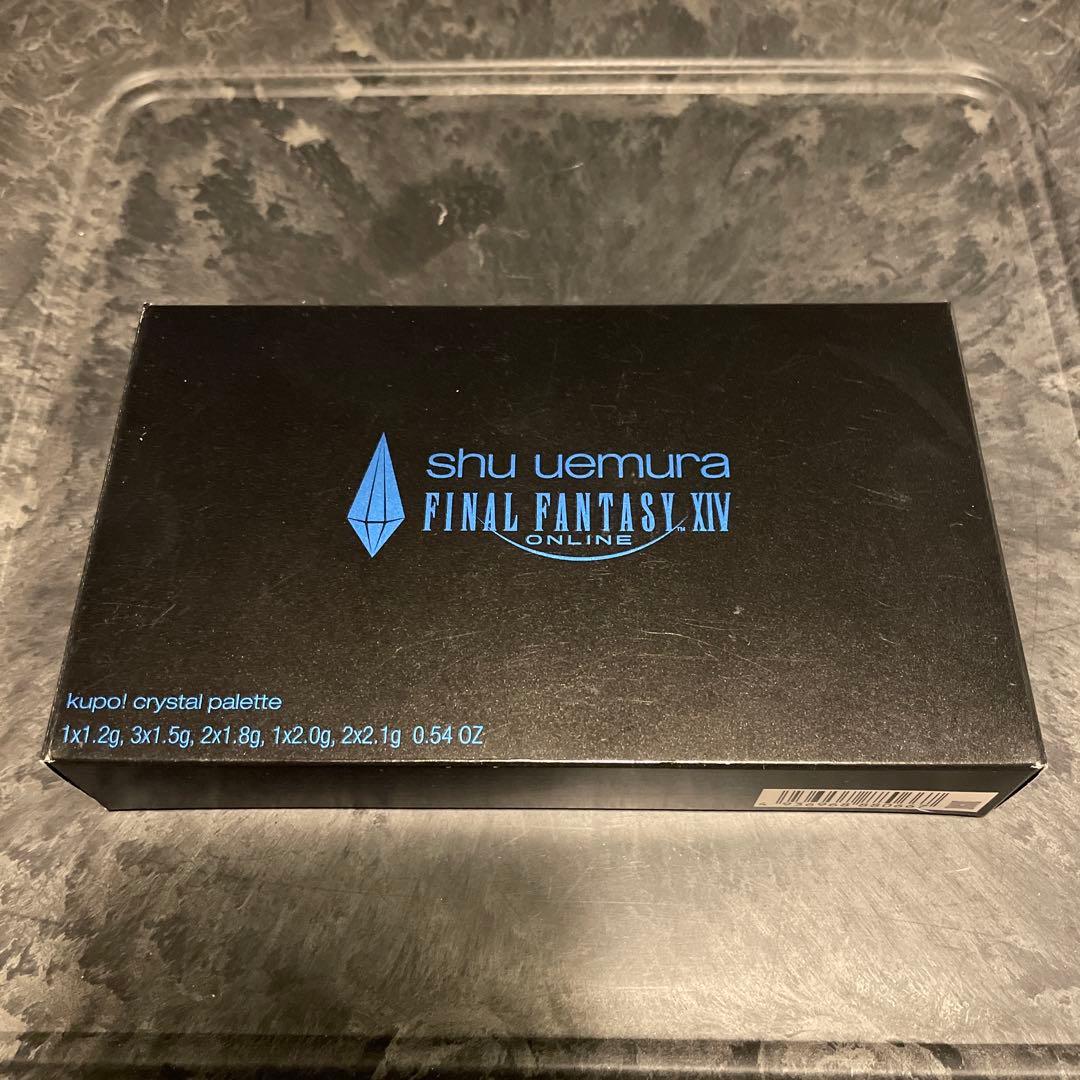 shu uemura
FINAL FANTASY™ XIV
ONLINE
kupo! crystal palette
1x1.2g, 3x1.5g, 2x1.8g, 1x2.0g, 2x2.1g 0.54 OZ